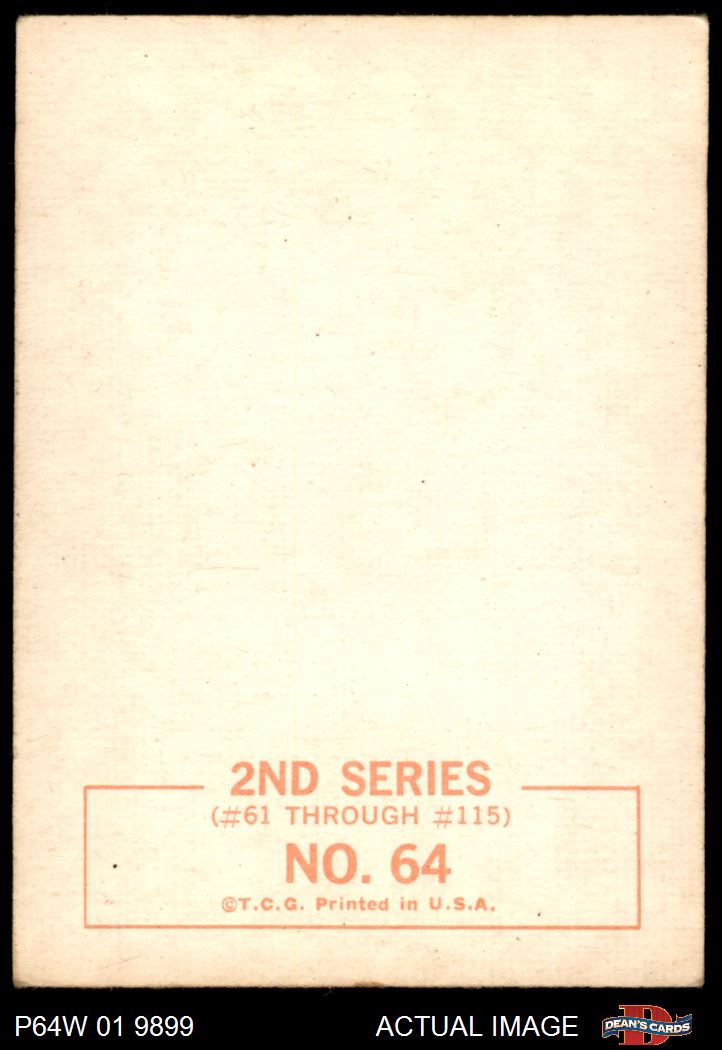 2ND SERIES
(#61 THROUGH #115)
NO. 64
©T.C.G. Printed in U.S.A.
P64W 01 9899
ACTUAL IMAGE
D
DEAN'S CARDS